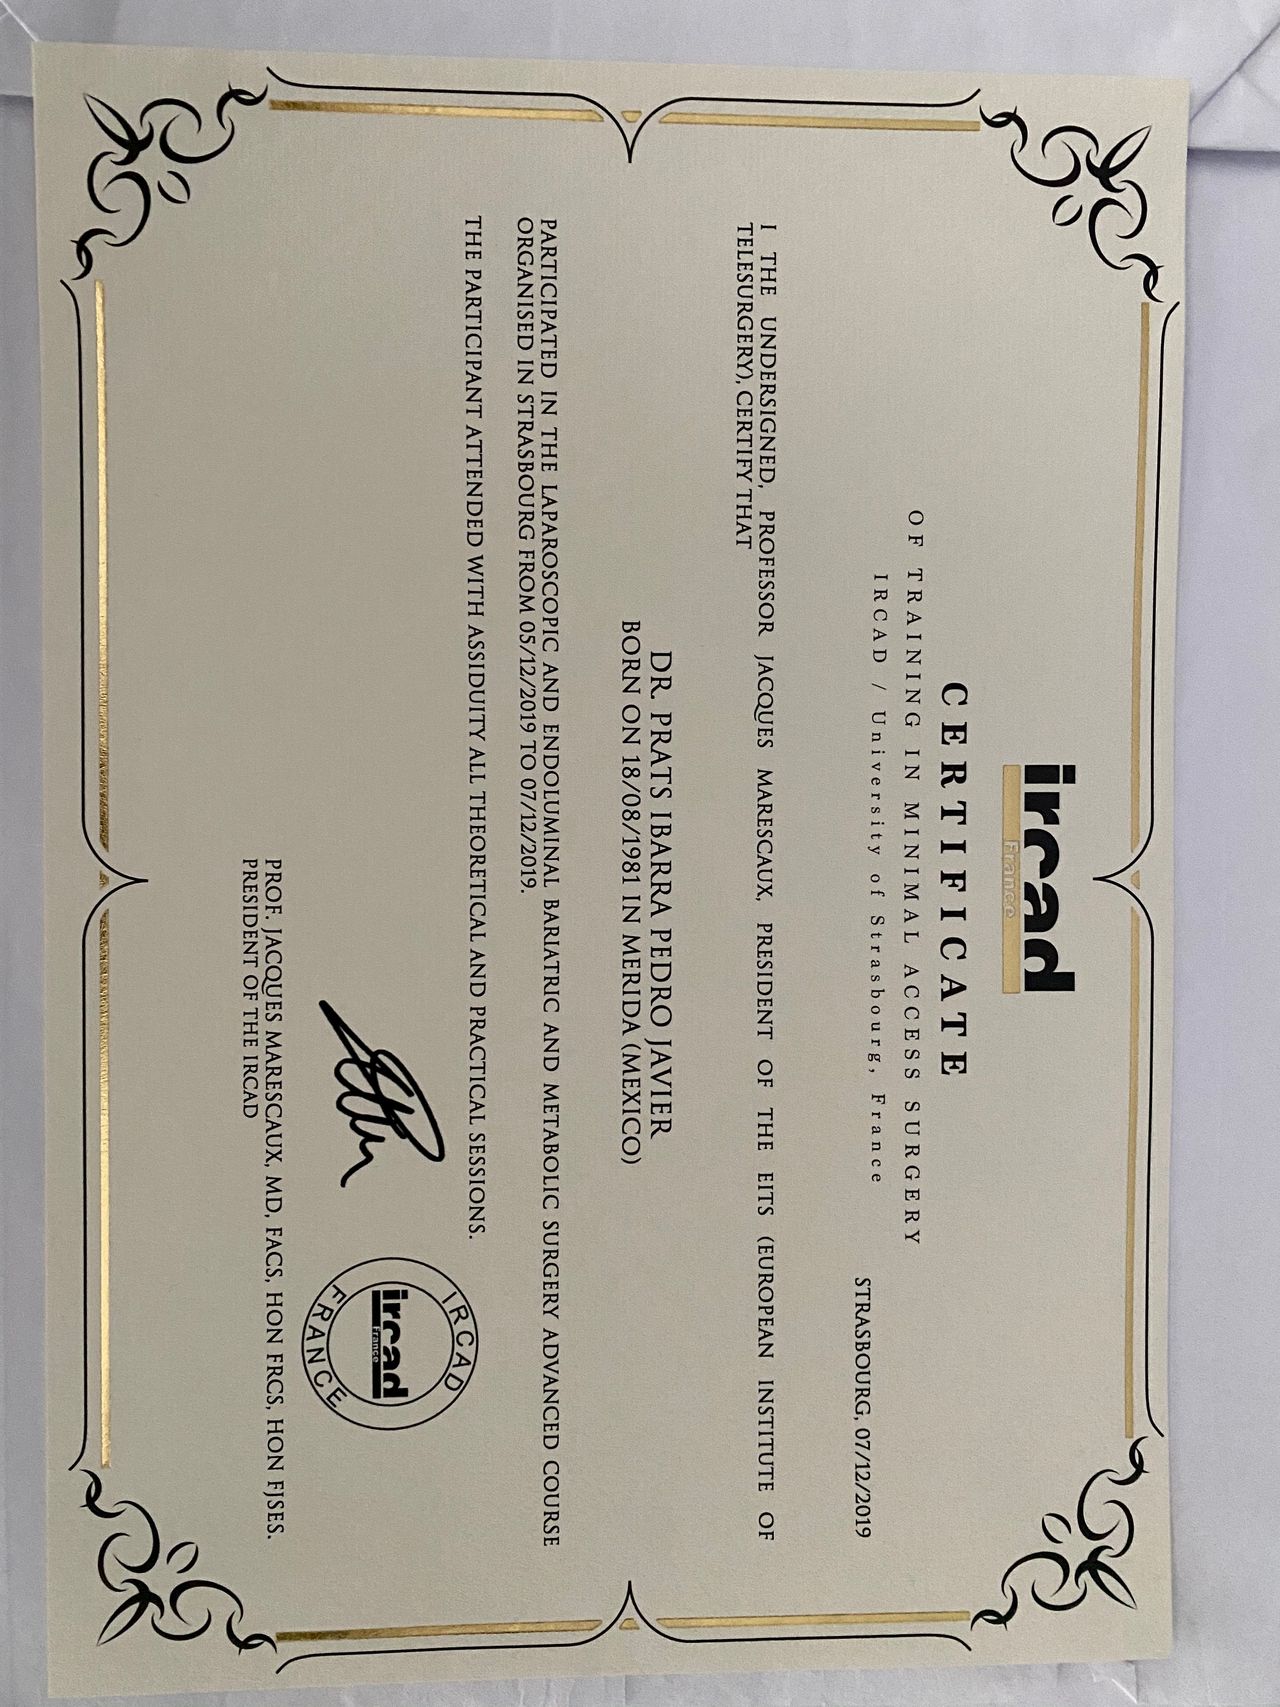 ircad
France
CERTIFICATE
OF TRAINING IN MINIMAL ACCESS SURGERY
IRCAD / University of Strasbourg, France
STRASBOURG, 07/12/2019
I THE UNDERSIGNED, PROFESSOR JACQUES MARESCAUX, PRESIDENT OF THE EITS (EUROPEAN INSTITUTE OF
TELESURGERY), CERTIFY THAT
DR. PRATS IBARRA PEDRO JAVIER
BORN ON 18/08/1981 IN MERIDA (MEXICO)
PARTICIPATED IN THE LAPAROSCOPIC AND ENDOLUMINAL BARIATRIC AND METABOLIC SURGERY ADVANCED COURSE
ORGANISED IN STRASBOURG FROM 05/12/2019 TO 07/12/2019.
THE PARTICIPANT ATTENDED WITH ASSIDUITY ALL THEORETICAL AND PRACTICAL SESSIONS.
IRCAD
ircad
France
FRANCE
PROF. JACQUES MARESCAUX, MD, FACS, HON FRCS, HON FJSES.
PRESIDENT OF THE IRCAD